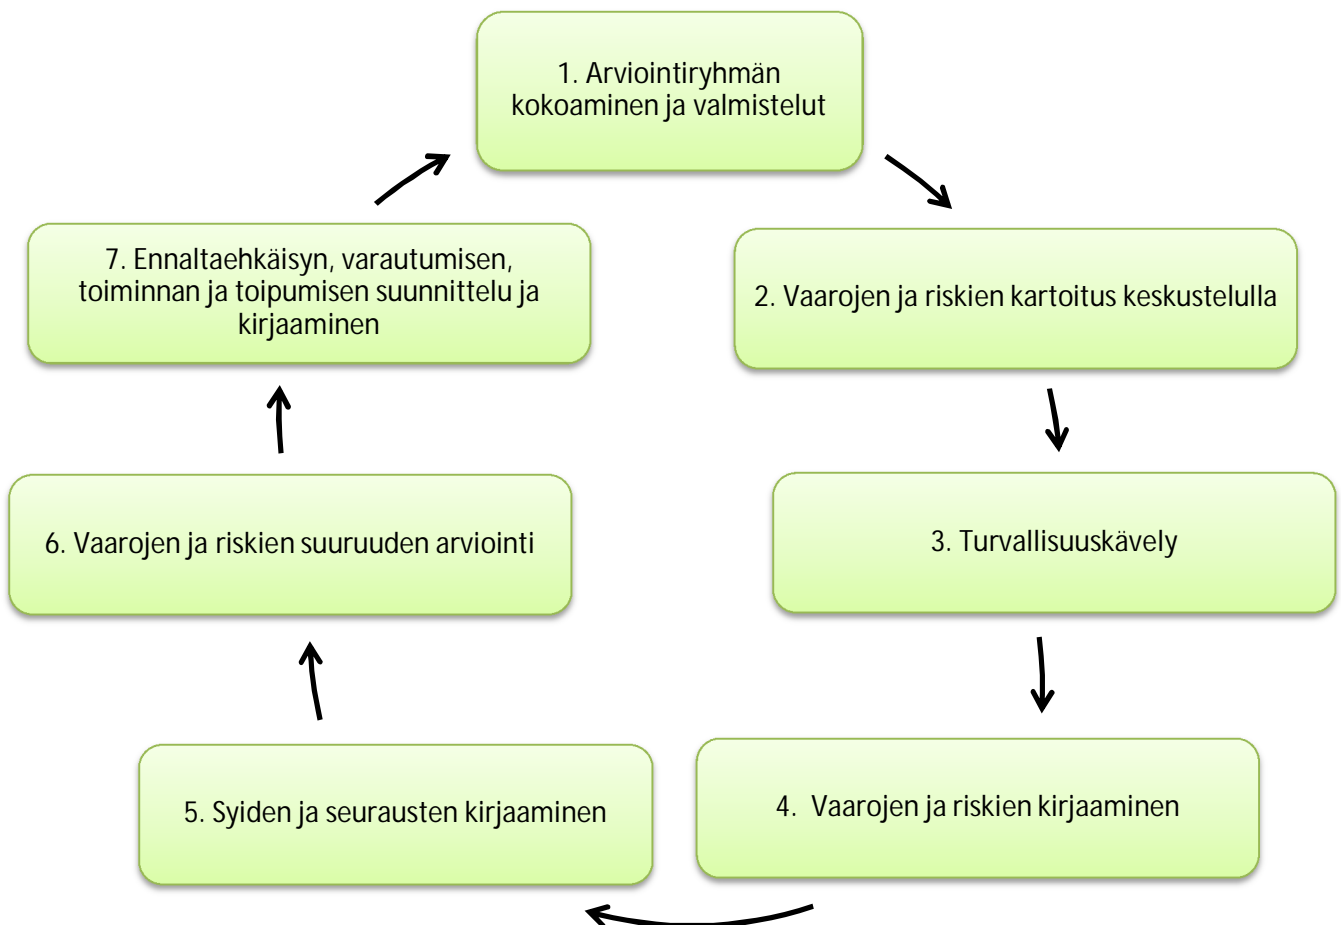 1. Arviointiryhmän
kokoaminen ja valmistelut
2. Vaarojen ja riskien kartoitus keskustelulla
3. Turvallisuuskävely
4. Vaarojen ja riskien kirjaaminen
5. Syiden ja seurausten kirjaaminen
6. Vaarojen ja riskien suuruuden arviointi
7. Ennaltaehkäisyn, varautumisen,
toiminnan ja toipumisen suunnittelu ja
kirjaaminen